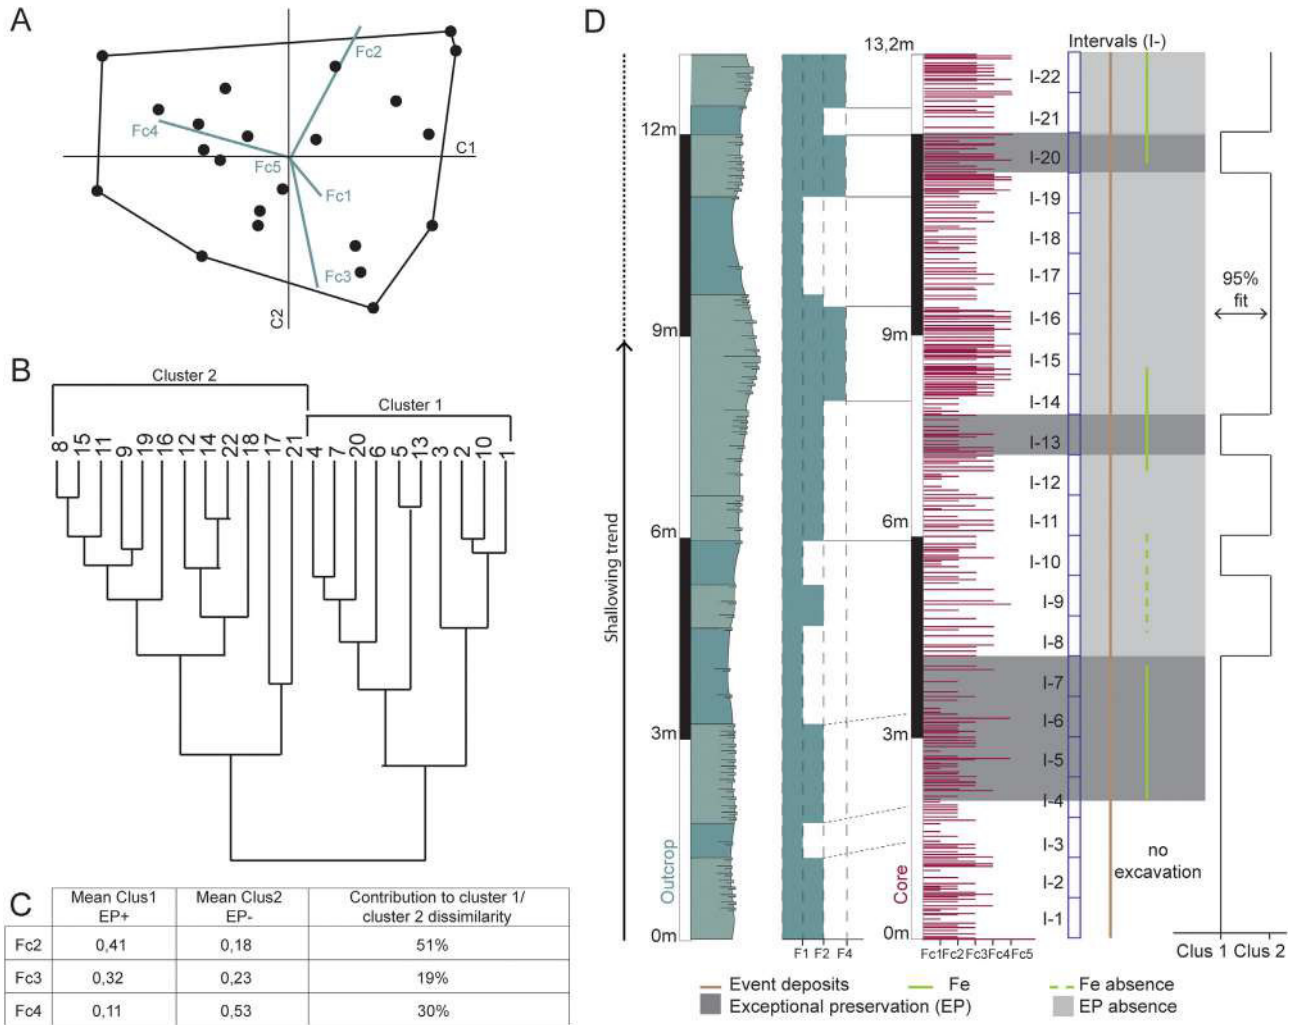 A
Fc2
Fc4
C1
Fc5
Fc1
Fc3
C2
B
Cluster 2
Cluster 1
8 15 11 9 19 16 12 14 22 18 17 21 4 7 20 6 5 13 3 2 10 1
C
Mean Clus1 EP+ Mean Clus2 EP- Contribution to cluster 1/ cluster 2 dissimilarity
Fc2 0,41 0,18 51%
Fc3 0,32 0,23 19%
Fc4 0,11 0,53 30%
D
Shallowing trend
12m
9m
6m
3m
0m
Outcrop
F1 F2 F4
13,2m
9m
6m
3m
0m
Core
Fc1 Fc2 Fc3 Fc4 Fc5
Intervals (I-)
I-22
I-21
I-20
I-19
I-18
I-17
I-16
I-15
I-14
I-13
I-12
I-11
I-10
I-9
I-8
I-7
I-6
I-5
I-4
I-3
I-2
I-1
no
excavation
95%
fit
Clus 1 Clus 2
Event deposits Fe Fe absence
Exceptional preservation (EP) EP absence